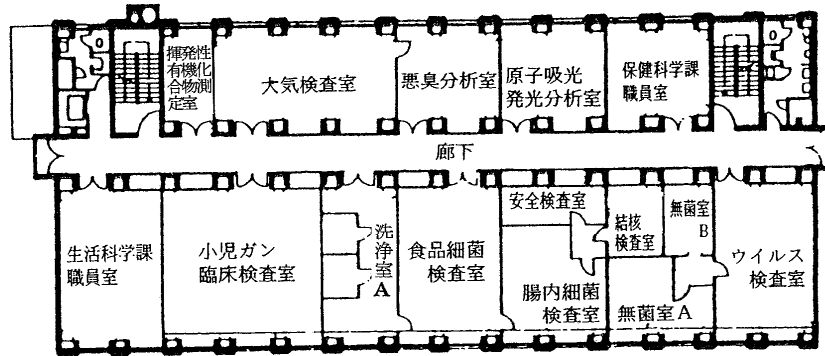 揮発性
有機化
合物測
定室
大気検査室
悪臭分析室
原子吸光
発光分析室
保健科学課
職員室
廊下
生活科学課
職員室
小児ガン
臨床検査室
洗浄室A
食品細菌
検査室
安全検査室
腸内細菌
検査室
結核
検査室
無菌室
B
無菌室A
ウイルス
検査室